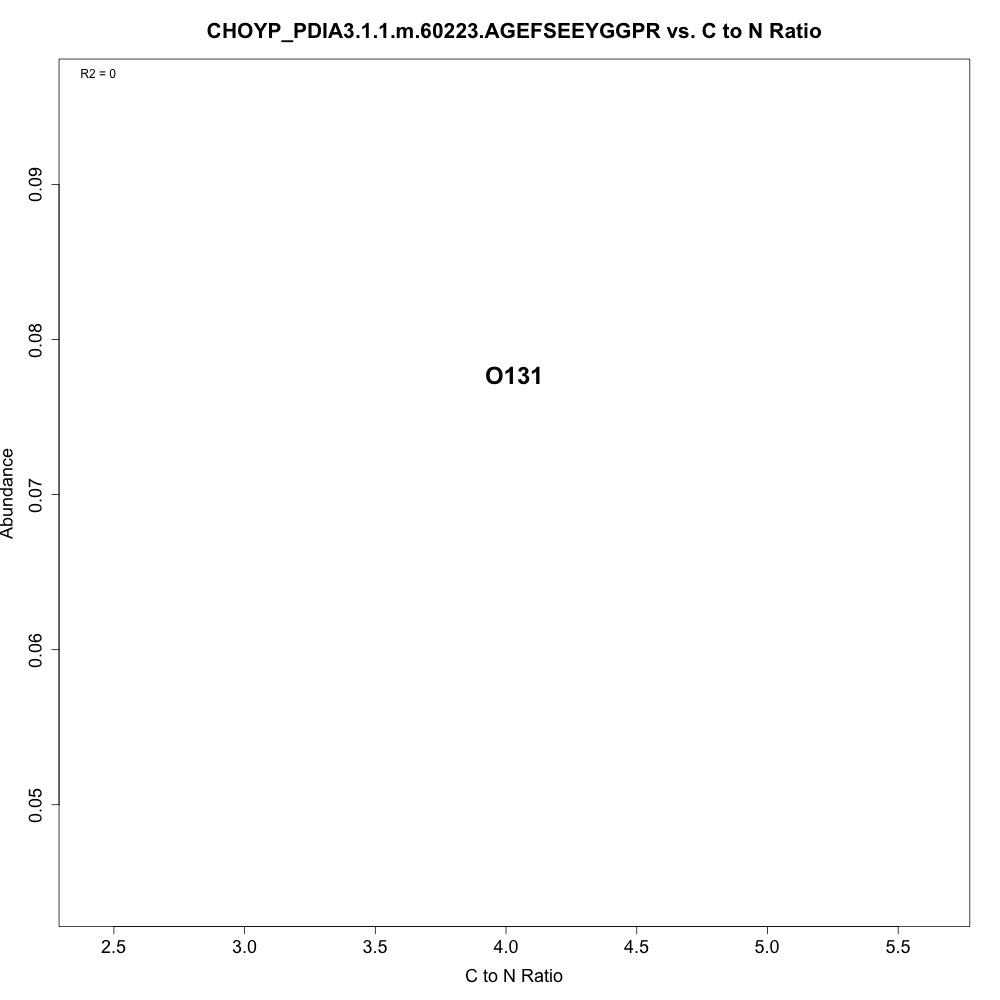 CHOYP_PDIA3.1.1.m.60223.AGEFSEEYGGPR vs. C to N Ratio
R2 = 0
0.09
0.08
O131
Abundance
0.07
0.06
0.05
2.5 3.0 3.5 4.0 4.5 5.0 5.5
C to N Ratio